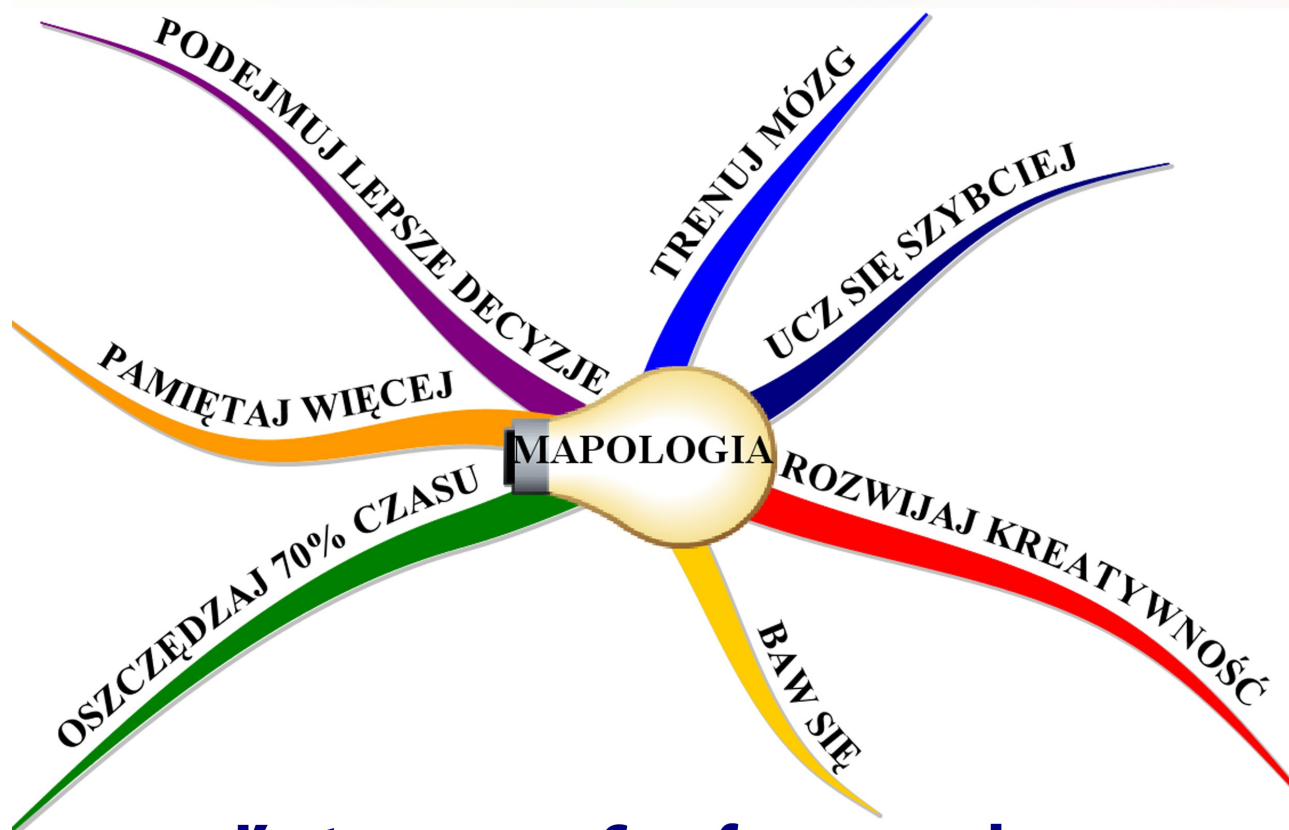 PODEJMUJ LEPSZE DECYZJE
TRENUJ MÓZG
UCZ SIĘ SZYBCIEJ
PAMIĘTAJ WIĘCEJ
MAPOLOGIA
ROZWIJAJ KREATYWNOŚĆ
OSZCZĘDZAJ 70% CZASU
BAW SIĘ